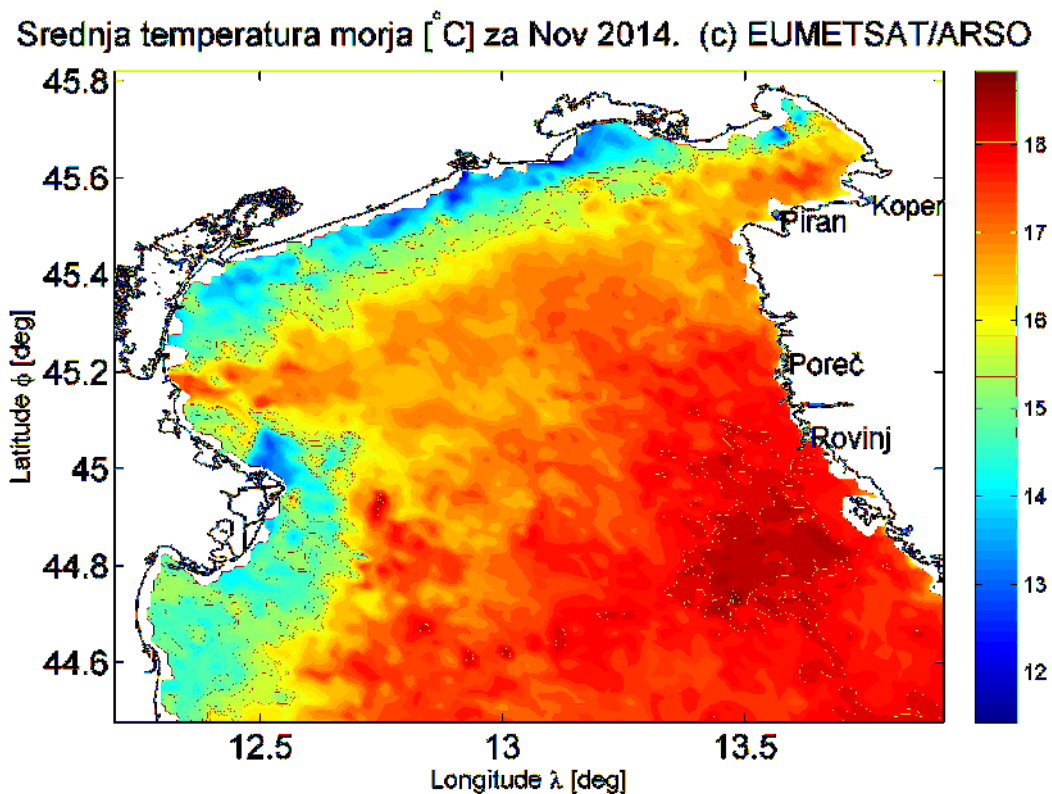 Srednja temperatura morja [°C] za Nov 2014. (c) EUMETSAT/ARSO
45.8
45.6
45.4
45.2
45
44.8
44.6
Latitude ϕ [deg]
Koper
Piran
Poreč
Rovinj
18
17
16
15
14
13
12
12.5
13
13.5
Longitude λ [deg]